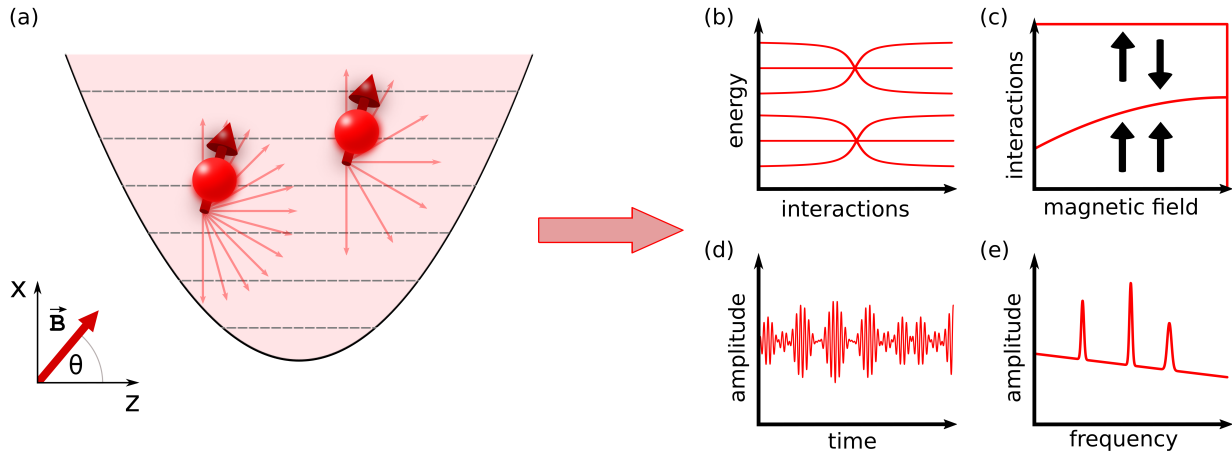 (a)
X
B
θ
Z
(b)
energy
interactions
(c)
interactions
magnetic field
(d)
amplitude
time
(e)
amplitude
frequency